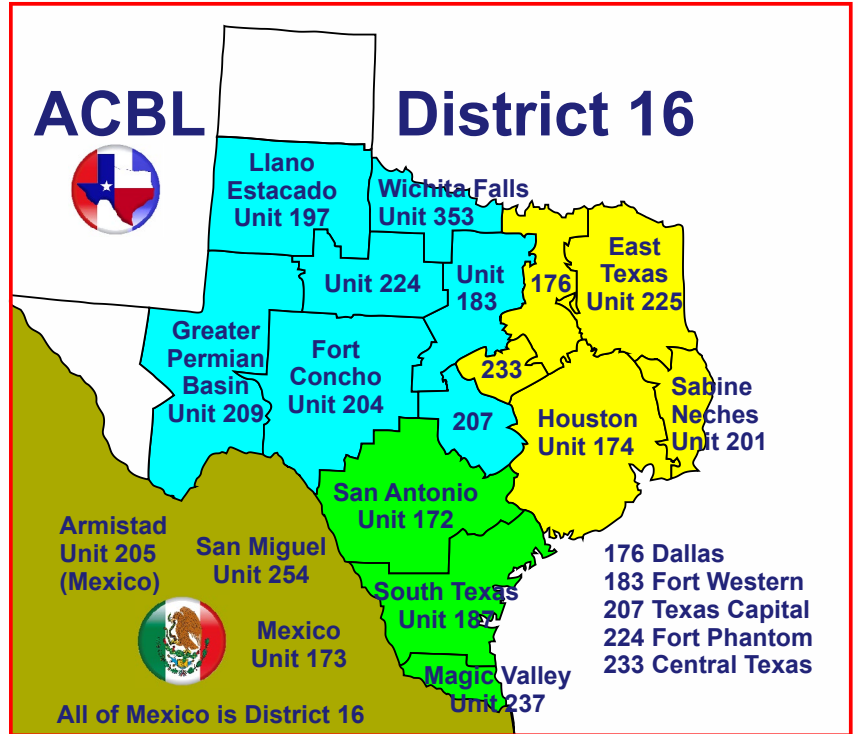 ACBL District 16
Llano
Estacado
Unit 197
Wichita Falls
Unit 353
Unit 224
Unit
183
176
East
Texas
Unit 225
Greater
Permian
Basin
Unit 209
Fort
Concho
Unit 204
233
207
Houston
Unit 174
Sabine
Neches
Unit 201
San Antonio
Unit 172
South Texas
Unit 187
Magic Valley
Unit 237
Armistad
Unit 205
(Mexico)
San Miguel
Unit 254
Mexico
Unit 173
All of Mexico is District 16
176 Dallas
183 Fort Western
207 Texas Capital
224 Fort Phantom
233 Central Texas